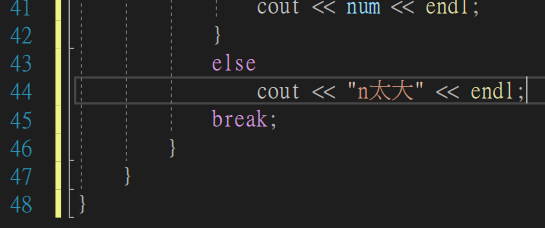 41 cout << num << endl;
42 }
43 else
44 cout << "n太大" << endl;
45 break;
46 }
47 }
48 }